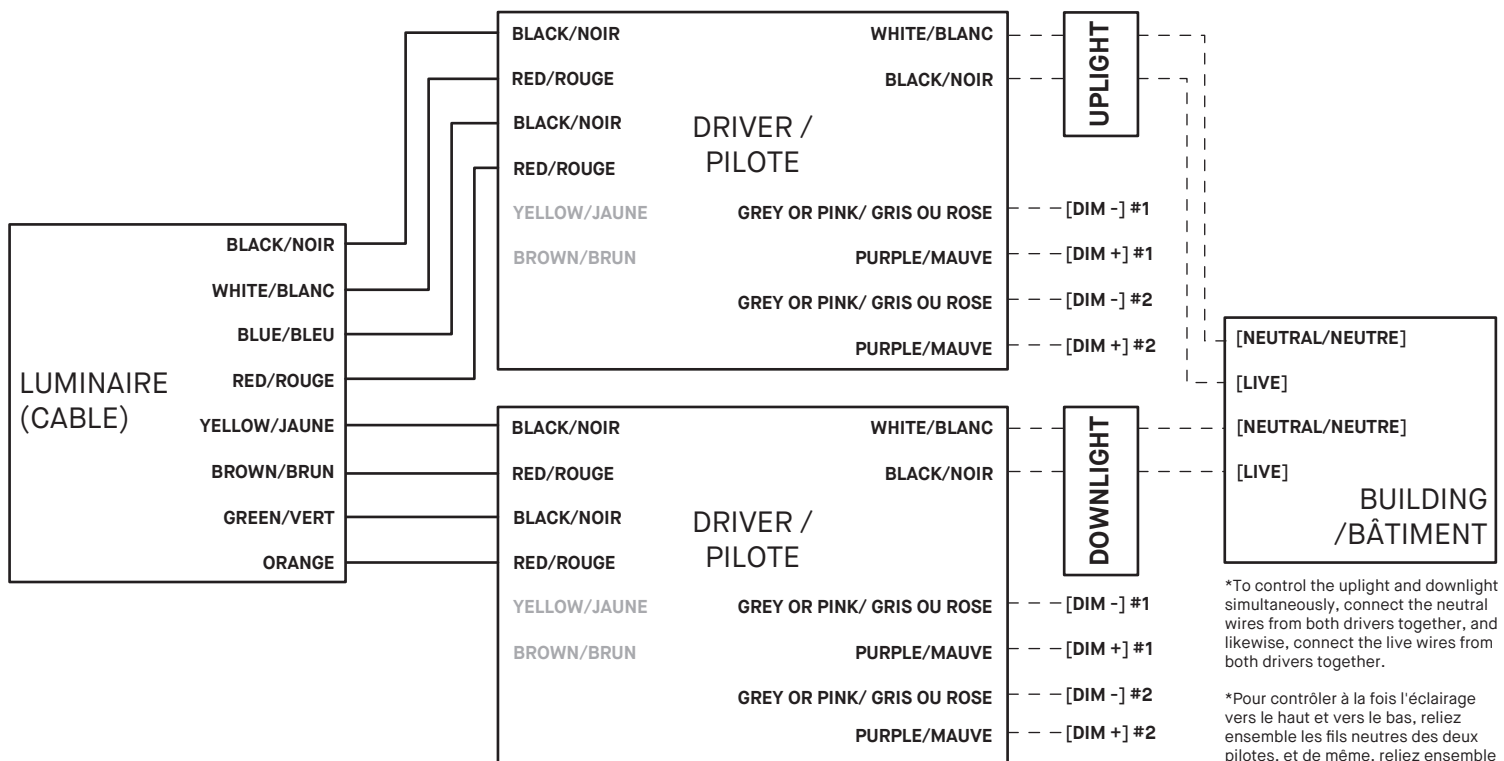 BLACK/NOIR
RED/ROUGE
BLACK/NOIR
RED/ROUGE
YELLOW/JAUNE
BROWN/BRUN
DRIVER /
PILOTE
WHITE/BLANC
BLACK/NOIR
GREY OR PINK/ GRIS OU ROSE
PURPLE/MAUVE
GREY OR PINK/ GRIS OU ROSE
PURPLE/MAUVE
UPLIGHT
[DIM -] #1
[DIM +] #1
[DIM -] #2
[DIM +] #2
LUMINAIRE
(CABLE)
BLACK/NOIR
WHITE/BLANC
BLUE/BLEU
RED/ROUGE
YELLOW/JAUNE
BROWN/BRUN
GREEN/VERT
ORANGE
BLACK/NOIR
RED/ROUGE
BLACK/NOIR
RED/ROUGE
YELLOW/JAUNE
BROWN/BRUN
DRIVER /
PILOTE
WHITE/BLANC
BLACK/NOIR
GREY OR PINK/ GRIS OU ROSE
PURPLE/MAUVE
GREY OR PINK/ GRIS OU ROSE
PURPLE/MAUVE
DOWNLIGHT
[DIM -] #1
[DIM +] #1
[DIM -] #2
[DIM +] #2
[NEUTRAL/NEUTRE]
[LIVE]
[NEUTRAL/NEUTRE]
[LIVE]
BUILDING
/BÂTIMENT
*To control the uplight and downlight
simultaneously, connect the neutral
wires from both drivers together, and
likewise, connect the live wires from
both drivers together.
*Pour contrôler à la fois l'éclairage
vers le haut et vers le bas, reliez
ensemble les fils neutres des deux
pilotes, et de même, reliez ensemble